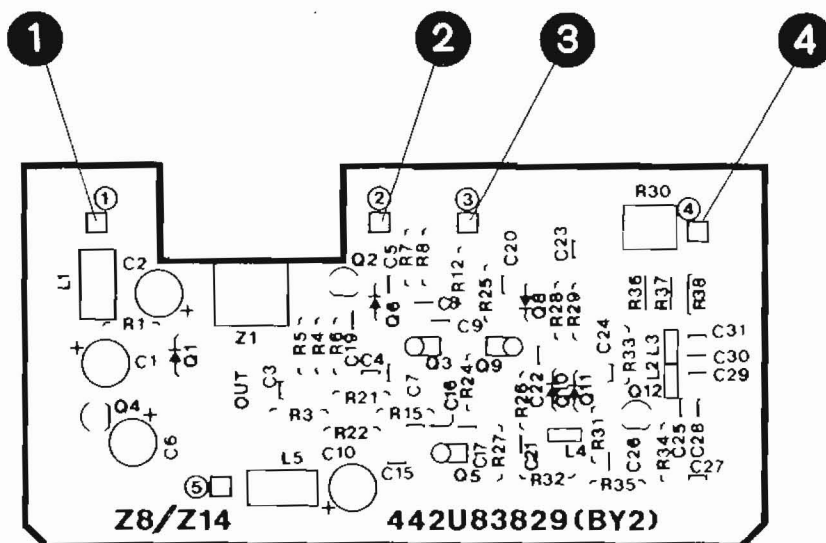 1 2 3 4
1 2 3 R30 4
L1 C2 Q2 C5 R7 R8 R12 C20 C23
Q6 C8 R25 Q8 R28 R29 R36 R37 R38
R1 Z1 R5 R4 R6 C19 C9 C24 R33 L3 C31
C1 Q1 C4 Q3 Q9 C30
OUT C3 R21 C7 C16 R24 R26 C22 Q10 Q11 Q12 L2 C29
Q4 R3 R15
C6 R22 R27 C21 L4 R31 C26 R34 C25 C28
5 L5 C10 C15 Q5 C17 R32 R35 C27
+ + + +
Z8/Z14 442U83829(BY2)